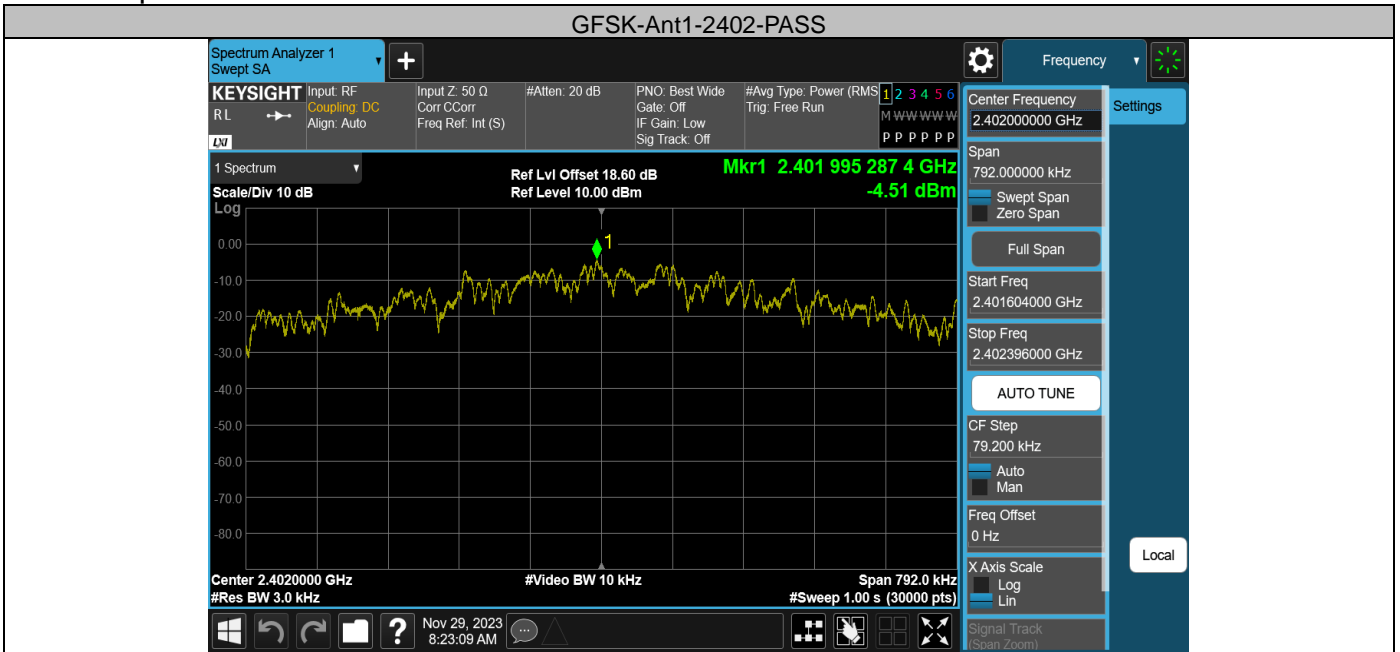 GFSK-Ant1-2402-PASS
Spectrum Analyzer 1
Swept SA
Frequency
KEYSIGHT
RL
LXI
Input: RF
Coupling: DC
Align: Auto
Input Z: 50 Ω
Corr CCorr
Freq Ref: Int (S)
#Atten: 20 dB
PNO: Best Wide
Gate: Off
IF Gain: Low
Sig Track: Off
#Avg Type: Power (RMS
Trig: Free Run
1 2 3 4 5 6
M W W W W W
P P P P P P
1 Spectrum
Scale/Div 10 dB
Log
Ref Lvl Offset 18.60 dB
Ref Level 10.00 dBm
Mkr1 2.401 995 287 4 GHz
-4.51 dBm
1
0.00
-10.0
-20.0
-30.0
-40.0
-50.0
-60.0
-70.0
-80.0
Center 2.4020000 GHz
#Res BW 3.0 kHz
#Video BW 10 kHz
Span 792.0 kHz
#Sweep 1.00 s (30000 pts)
Center Frequency
2.402000000 GHz
Settings
Span
792.000000 kHz
Swept Span
Zero Span
Full Span
Start Freq
2.401604000 GHz
Stop Freq
2.402396000 GHz
AUTO TUNE
CF Step
79.200 kHz
Auto
Man
Freq Offset
0 Hz
X Axis Scale
Log
Lin
Signal Track
(Span Zoom)
Local
?
Nov 29, 2023
8:23:09 AM